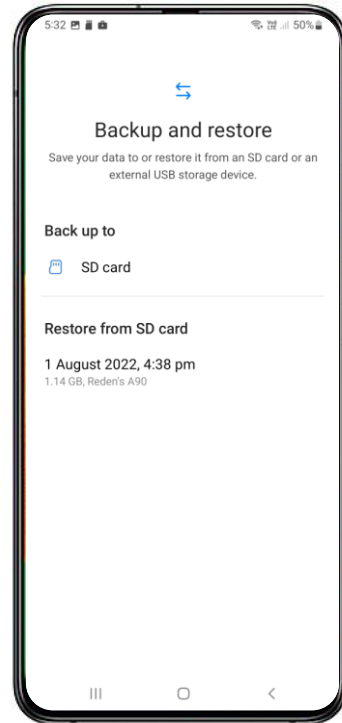 5:32 50%
Backup and restore
Save your data to or restore it from an SD card or an
external USB storage device.
Back up to
SD card
Restore from SD card
1 August 2022, 4:38 pm
1.14 GB, Reden's A90